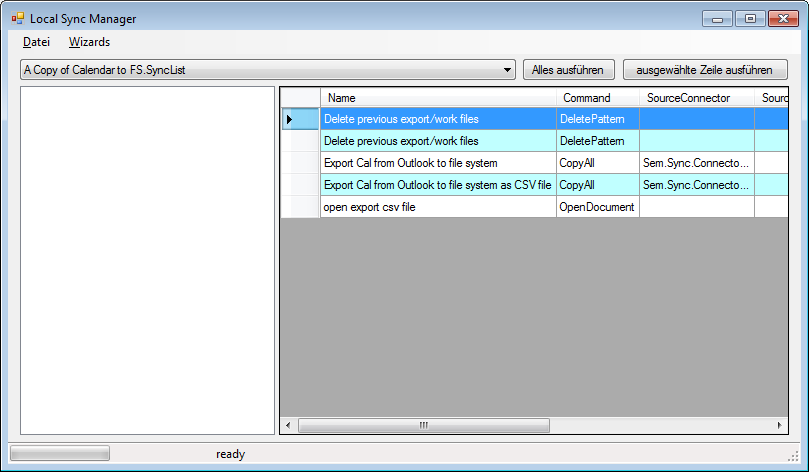 Local Sync Manager
Datei Wizards
A Copy of Calendar to FS.SyncList Alles ausführen ausgewählte Zeile ausführen
Name Command SourceConnector Sourc
Delete previous export/work files DeletePattern
Delete previous export/work files DeletePattern
Export Cal from Outlook to file system CopyAll Sem.Sync.Connecto...
Export Cal from Outlook to file system as CSV file CopyAll Sem.Sync.Connecto...
open export csv file OpenDocument
ready